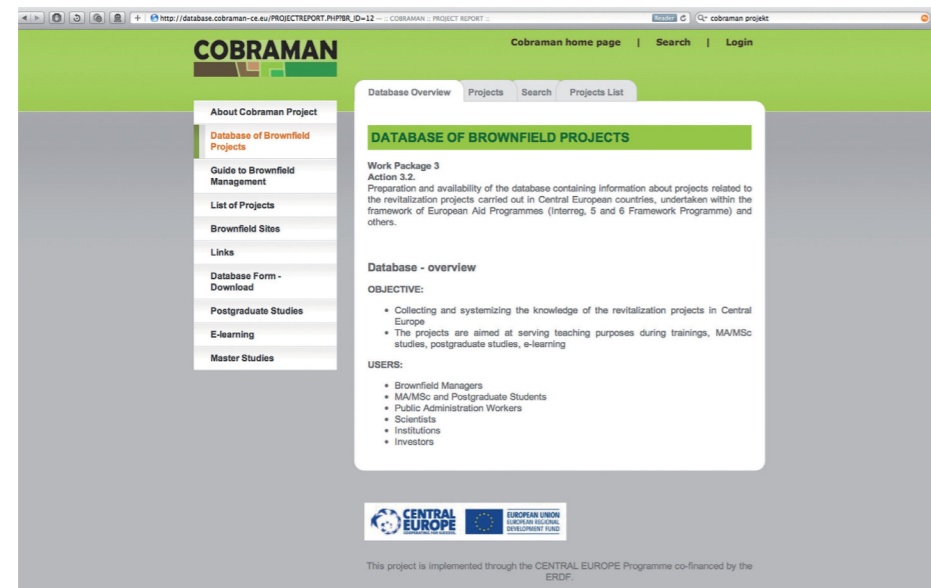 http://database.cobraman-ce.eu/PROJECTREPORT.PHP?BR_ID=12 — :: COBRAMAN :: PROJECT REPORT ::
Reader
cobraman projekt
COBRAMAN
Cobraman home page | Search | Login
Database Overview Projects Search Projects List
About Cobraman Project
Database of Brownfield
Projects
Guide to Brownfield
Management
List of Projects
Brownfield Sites
Links
Database Form -
Download
Postgraduate Studies
E-learning
Master Studies
DATABASE OF BROWNFIELD PROJECTS
Work Package 3
Action 3.2.
Preparation and availability of the database containing information about projects related to
the revitalization projects carried out in Central European countries, undertaken within the
framework of European Aid Programmes (Interreg, 5 and 6 Framework Programme) and
others.
Database - overview
OBJECTIVE:
• Collecting and systemizing the knowledge of the revitalization projects in Central
Europe
• The projects are aimed at serving teaching purposes during trainings, MA/MSc
studies, postgraduate studies, e-learning
USERS:
• Brownfield Managers
• MA/MSc and Postgraduate Students
• Public Administration Workers
• Scientists
• Institutions
• Investors
CENTRAL
EUROPE
COOPERATING FOR SUCCESS.
EUROPEAN UNION
EUROPEAN REGIONAL
DEVELOPMENT FUND
This project is implemented through the CENTRAL EUROPE Programme co-financed by the
ERDF.